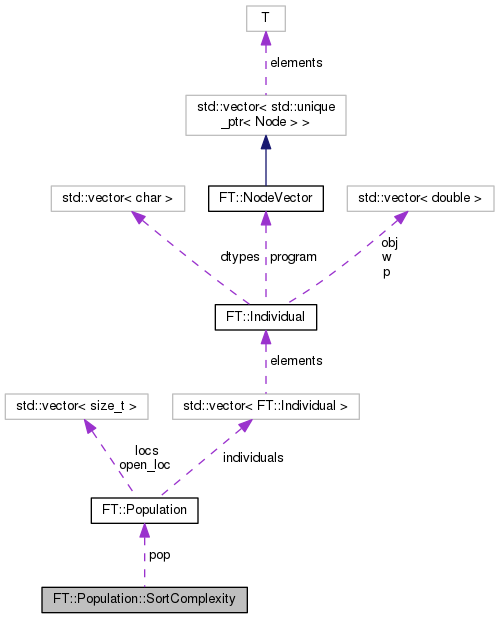 T
elements
std::vector< std::unique
_ptr< Node > >
std::vector< char >
FT::NodeVector
std::vector< double >
dtypes
program
obj
w
p
FT::Individual
elements
std::vector< size_t >
std::vector< FT::Individual >
locs
open_loc
individuals
FT::Population
pop
FT::Population::SortComplexity